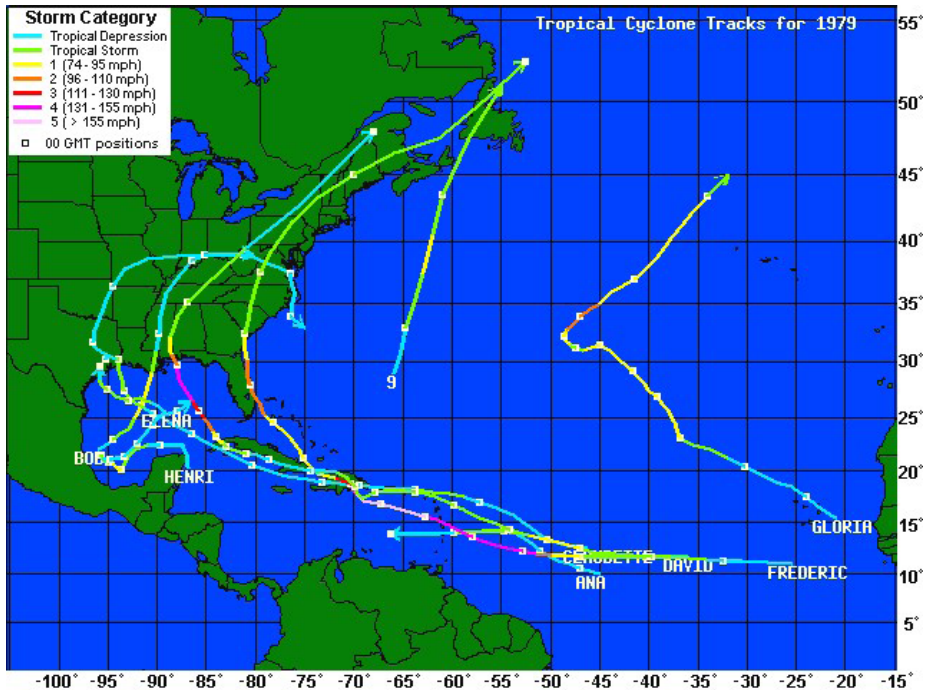 Storm Category
Tropical Depression
Tropical Storm
1 (74-95 mph)
2 (96-110 mph)
3 (111-130 mph)
4 (131-155 mph)
5 ( > 155 mph)
00 GMT positions
Tropical Cyclone Tracks for 1979
55°
50°
45°
40°
35°
30°
25°
20°
15°
10°
5°
9
ELENA
BOB
HENRI
GLORIA
CLAUDETTE
DAVID
FREDERIC
ANA
-100° -95° -90° -85° -80° -75° -70° -65° -60° -55° -50° -45° -40° -35° -30° -25° -20° -15